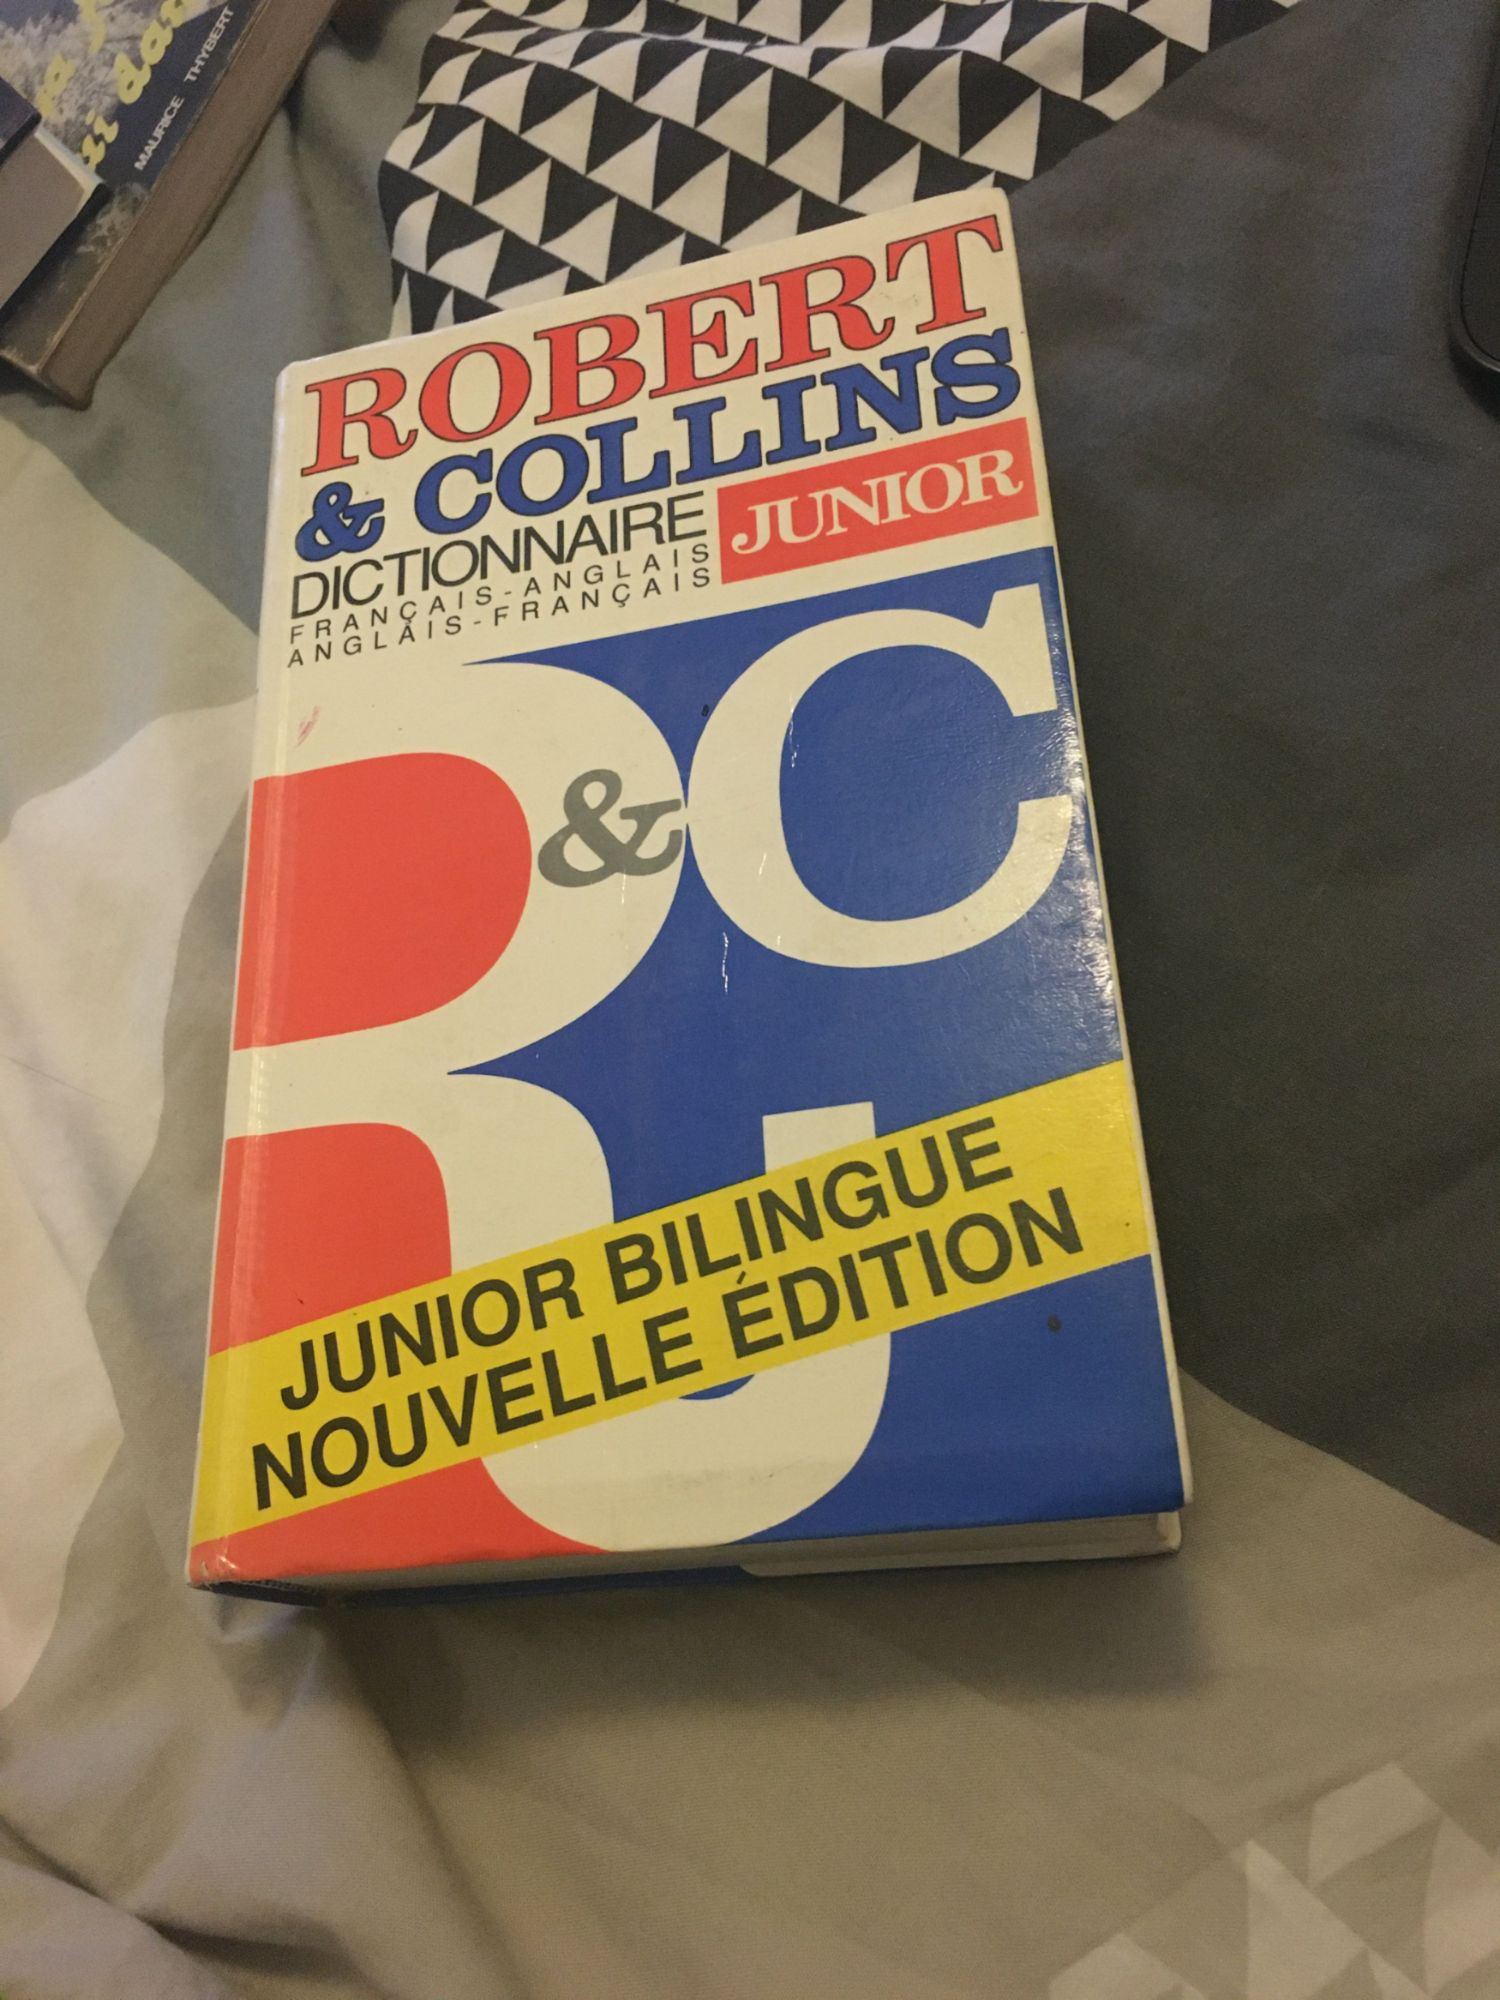 MAURICE THYBERT
ROBERT
& COLLINS
DICTIONNAIRE
JUNIOR
FRANÇAIS-ANGLAIS
ANGLAIS-FRANÇAIS
R&C
J
JUNIOR BILINGUE
NOUVELLE ÉDITION